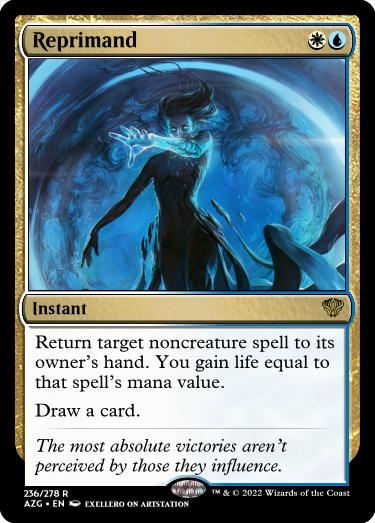 Reprimand
Instant
Return target noncreature spell to its
owner's hand. You gain life equal to
that spell's mana value.
Draw a card.
The most absolute victories aren't
perceived by those they influence.
236/278 R
AZG • EN EXELLERO ON ARTSTATION
™ & © 2022 Wizards of the Coast